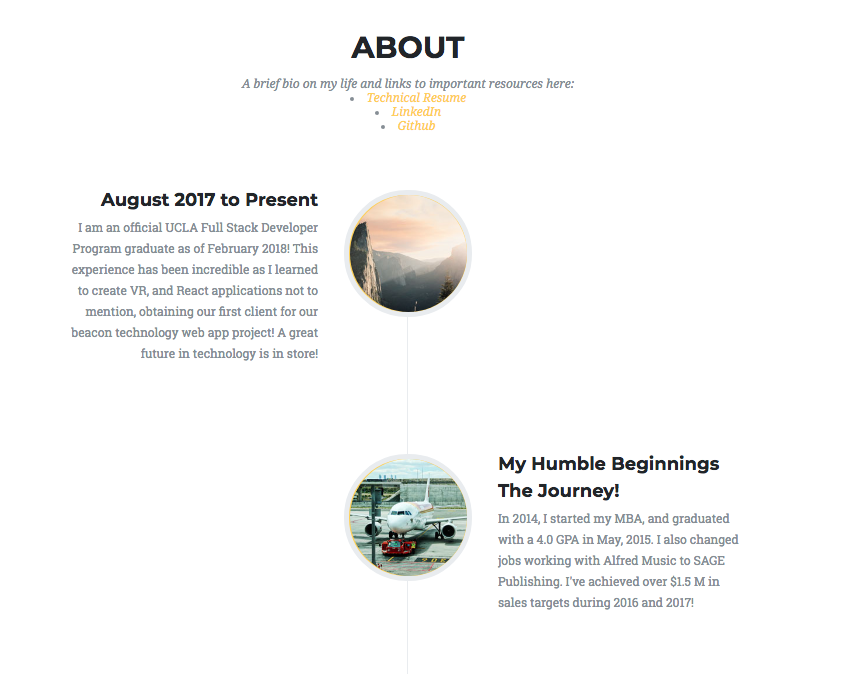 ABOUT
A brief bio on my life and links to important resources here:
Technical Resume
LinkedIn
Github
August 2017 to Present
I am an official UCLA Full Stack Developer
Program graduate as of February 2018! This
experience has been incredible as I learned
to create VR, and React applications not to
mention, obtaining our first client for our
beacon technology web app project! A great
future in technology is in store!
My Humble Beginnings
The Journey!
In 2014, I started my MBA, and graduated
with a 4.0 GPA in May, 2015. I also changed
jobs working with Alfred Music to SAGE
Publishing. I've achieved over $1.5 M in
sales targets during 2016 and 2017!